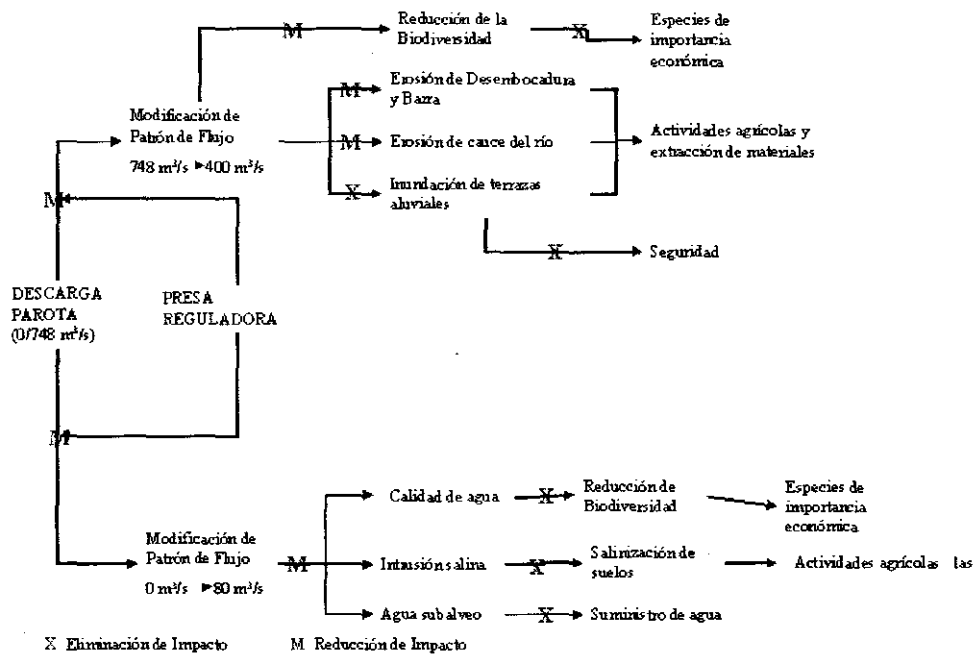 M
Reducción de la
Biodiversidad
X
Especies de
importancia
económica
Modificación de
Patrón de Flujo
748 m³/s ►400 m³/s
M
Erosión de Desembocadura
y Barra
M
Erosión de cauce del río
X
Inundación de terrazas
aluviales
Actividades agrícolas y
extracción de materiales
X
Seguridad
M
DESCARGA
PAROTA
(0/748 m³/s)
PRESA
REGULADORA
M
Modificación de
Patrón de Flujo
0 m³/s ►80 m³/s
M
Calidad de agua
X
Reducción de
Biodiversidad
Especies de
importancia
económica
Intrusión salina
X
Salinización de
suelos
Actividades agrícolas las
Agua subalveo
X
Suministro de agua
X Eliminación de Impacto
M Reducción de Impacto